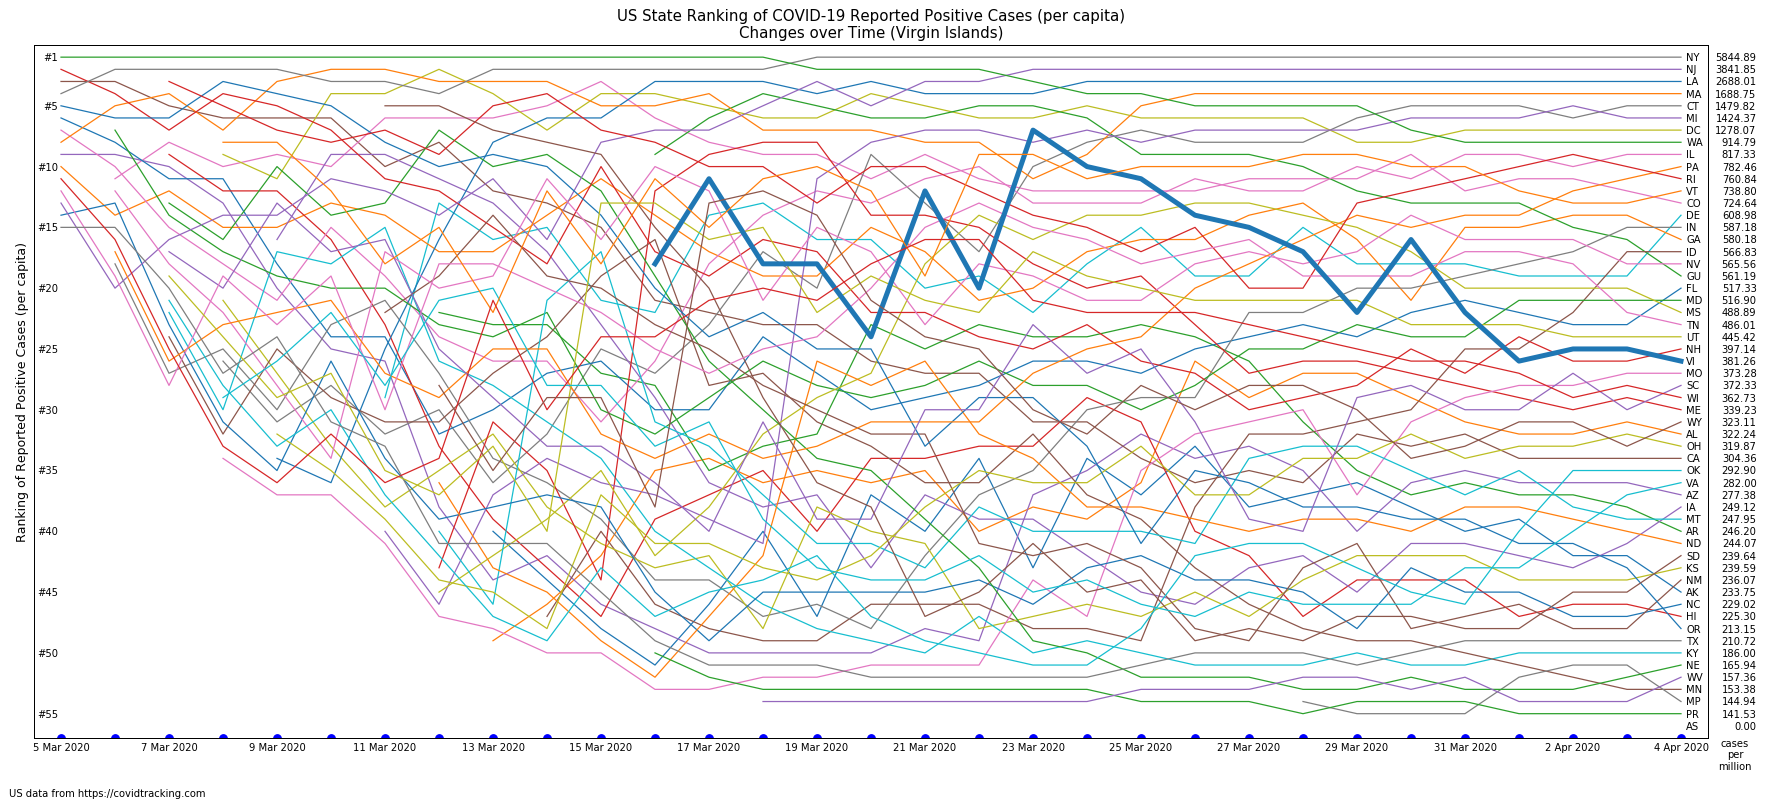 US State Ranking of COVID-19 Reported Positive Cases (per capita)
Changes over Time (Virgin Islands)
Ranking of Reported Positive Cases (per capita)
#1
#5
#10
#15
#20
#25
#30
#35
#40
#45
#50
#55
NY 5844.89
NJ 3841.85
LA 2688.01
MA 1688.75
CT 1479.82
MI 1424.37
DC 1278.07
WA 914.79
IL 817.33
PA 782.46
RI 760.84
VT 738.80
CO 724.64
DE 608.98
IN 587.18
GA 580.18
ID 566.83
NV 565.56
GU 561.19
FL 517.33
MD 516.90
MS 488.89
TN 486.01
UT 445.42
NH 397.14
VI 381.26
MO 373.28
SC 372.33
WI 362.73
ME 339.23
WY 323.11
AL 322.24
OH 319.87
CA 304.36
OK 292.90
VA 282.00
AZ 277.38
IA 249.12
MT 247.95
AR 246.20
ND 244.07
SD 239.64
KS 239.59
NM 236.07
AK 233.75
NC 229.02
HI 225.30
OR 213.15
TX 210.72
KY 186.00
NE 165.94
WV 157.36
MN 153.38
MP 144.94
PR 141.53
AS 0.00
5 Mar 2020 7 Mar 2020 9 Mar 2020 11 Mar 2020 13 Mar 2020 15 Mar 2020 17 Mar 2020 19 Mar 2020 21 Mar 2020 23 Mar 2020 25 Mar 2020 27 Mar 2020 29 Mar 2020 31 Mar 2020 2 Apr 2020 4 Apr 2020
cases
per
million
US data from https://covidtracking.com